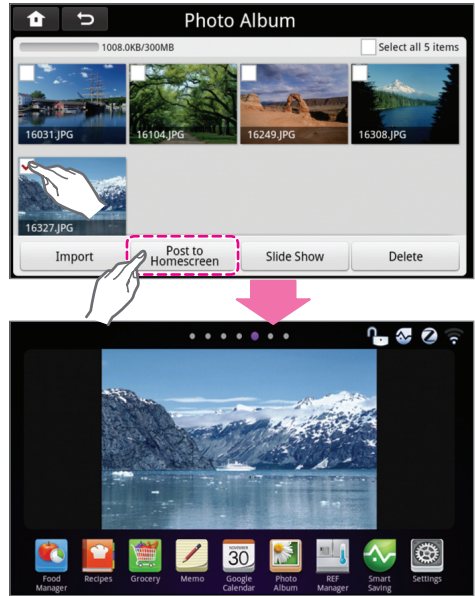 Photo Album
1008.0KB/300MB
Select all 5 items
16031.JPG
16104.JPG
16249.JPG
16308.JPG
16327.JPG
Import
Post to
Homescreen
Slide Show
Delete
Z
NOVEMBER
30
Food
Manager
Recipes
Grocery
Memo
Google
Calendar
Photo
Album
REF
Manager
Smart
Saving
Settings